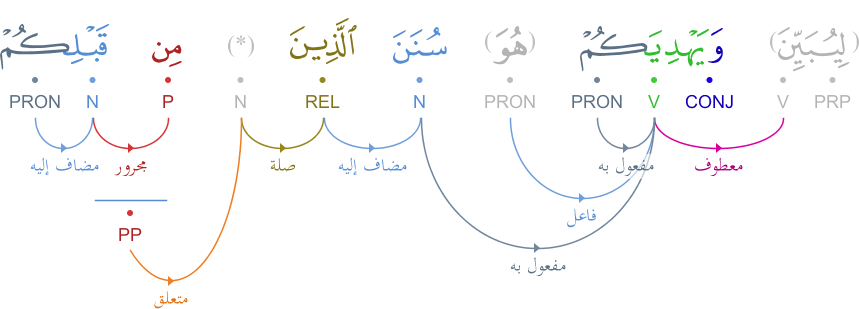 (لِيُبَيِّنَ) وَيَهْدِيَكُمْ (هُوَ) سُنَنَ ٱلَّذِينَ (*) مِن قَبْلِكُمْ
PRON N P N REL N PRON PRON V CONJ V PRP
مضاف إليه مجرور صلة مضاف إليه مفعول به معطوف
فاعل
PP
مفعول به
متعلق